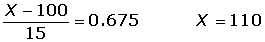 (X − 100)/15 = 0.675 X = 110